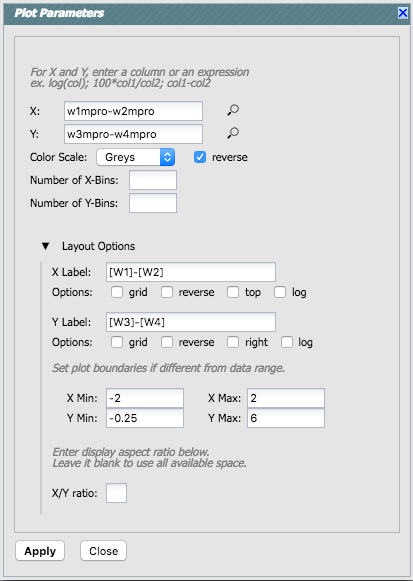 Plot Parameters
For X and Y, enter a column or an expression
ex. log(col); 100*col1/col2; col1-col2
X: w1mpro-w2mpro
Y: w3mpro-w4mpro
Color Scale: Greys reverse
Number of X-Bins:
Number of Y-Bins:
Layout Options
X Label: [W1]-[W2]
Options: grid reverse top log
Y Label: [W3]-[W4]
Options: grid reverse right log
Set plot boundaries if different from data range.
X Min: -2 X Max: 2
Y Min: -0.25 Y Max: 6
Enter display aspect ratio below.
Leave it blank to use all available space.
X/Y ratio:
Apply Close